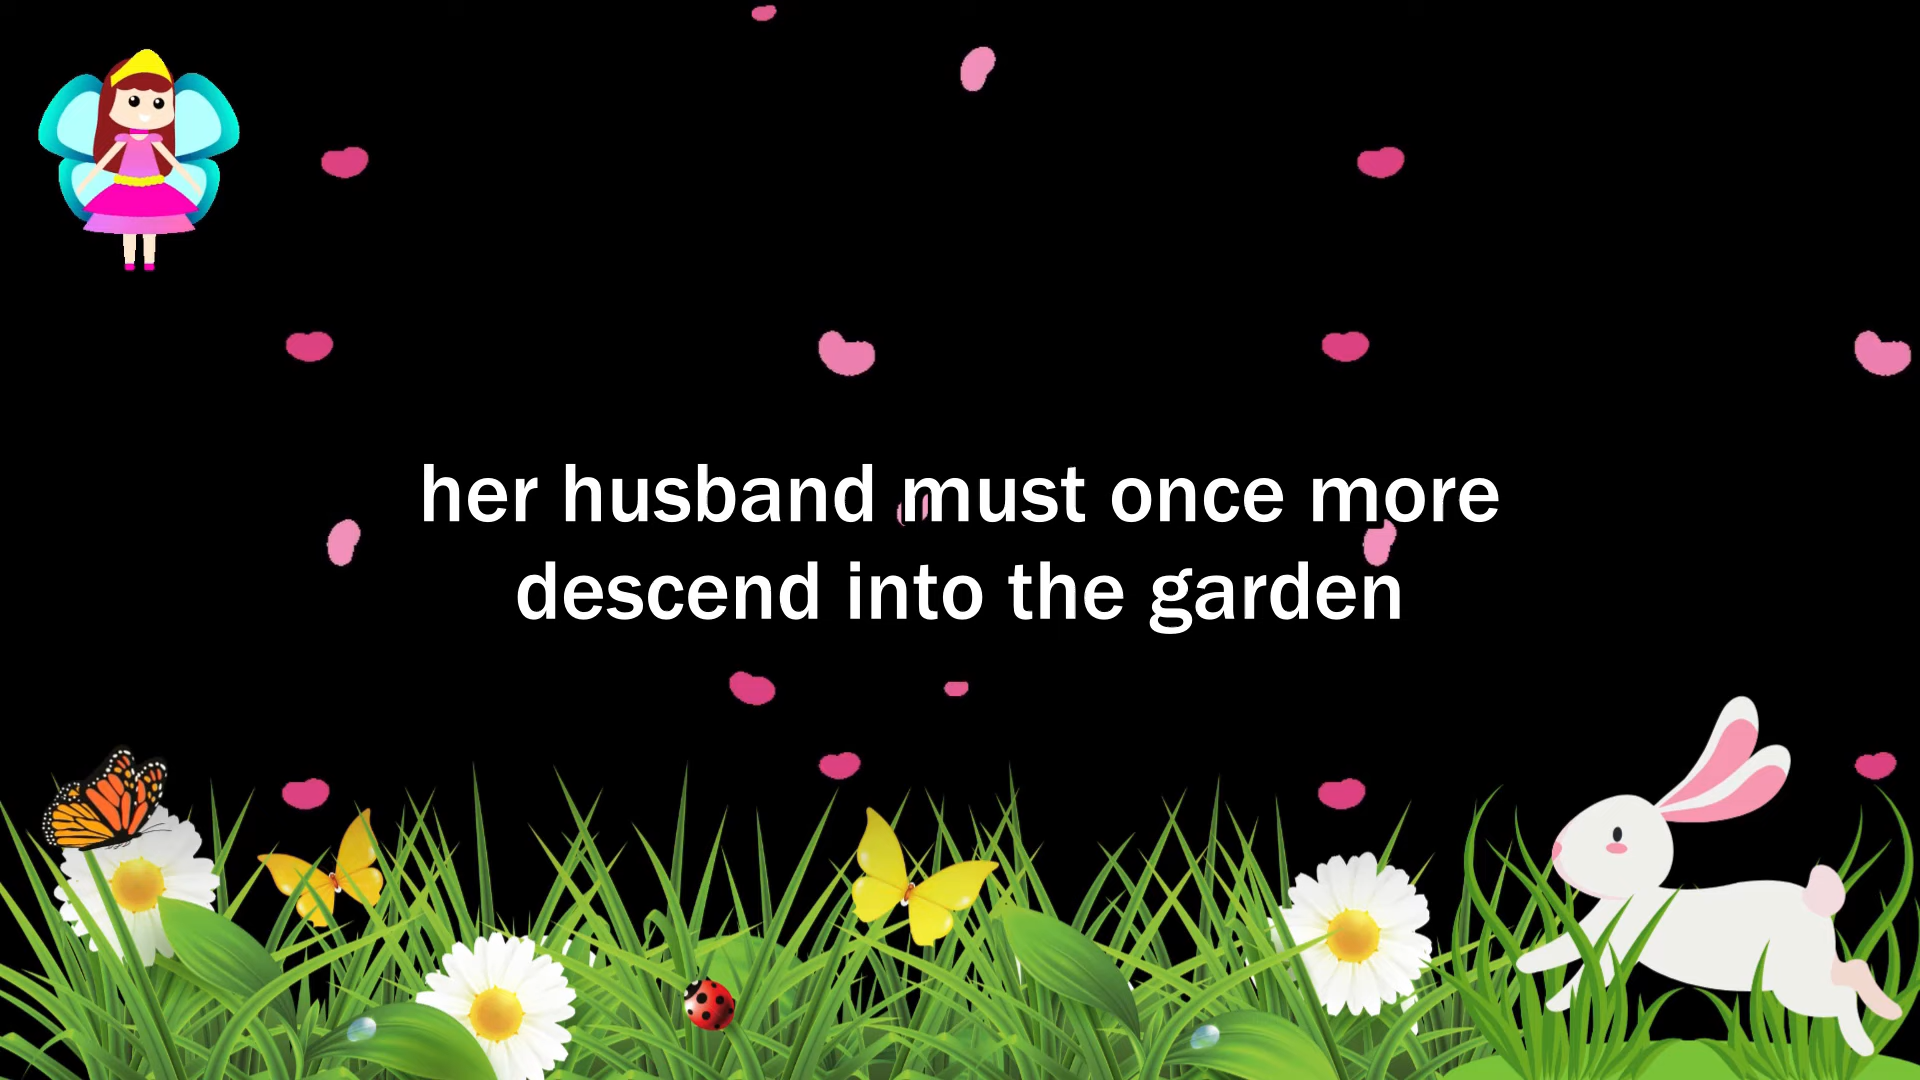 her husband must once more
descend into the garden